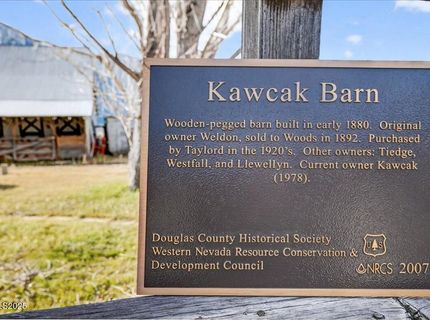 Kawcak Barn
Wooden-pegged barn built in early 1880. Original
owner Weldon, sold to Woods in 1892. Purchased
by Taylord in the 1920's. Other owners: Tiedge,
Westfall, and Llewellyn. Current owner Kawcak
(1978).
Douglas County Historical Society
Western Nevada Resource Conservation &
Development Council
NRCS 2007